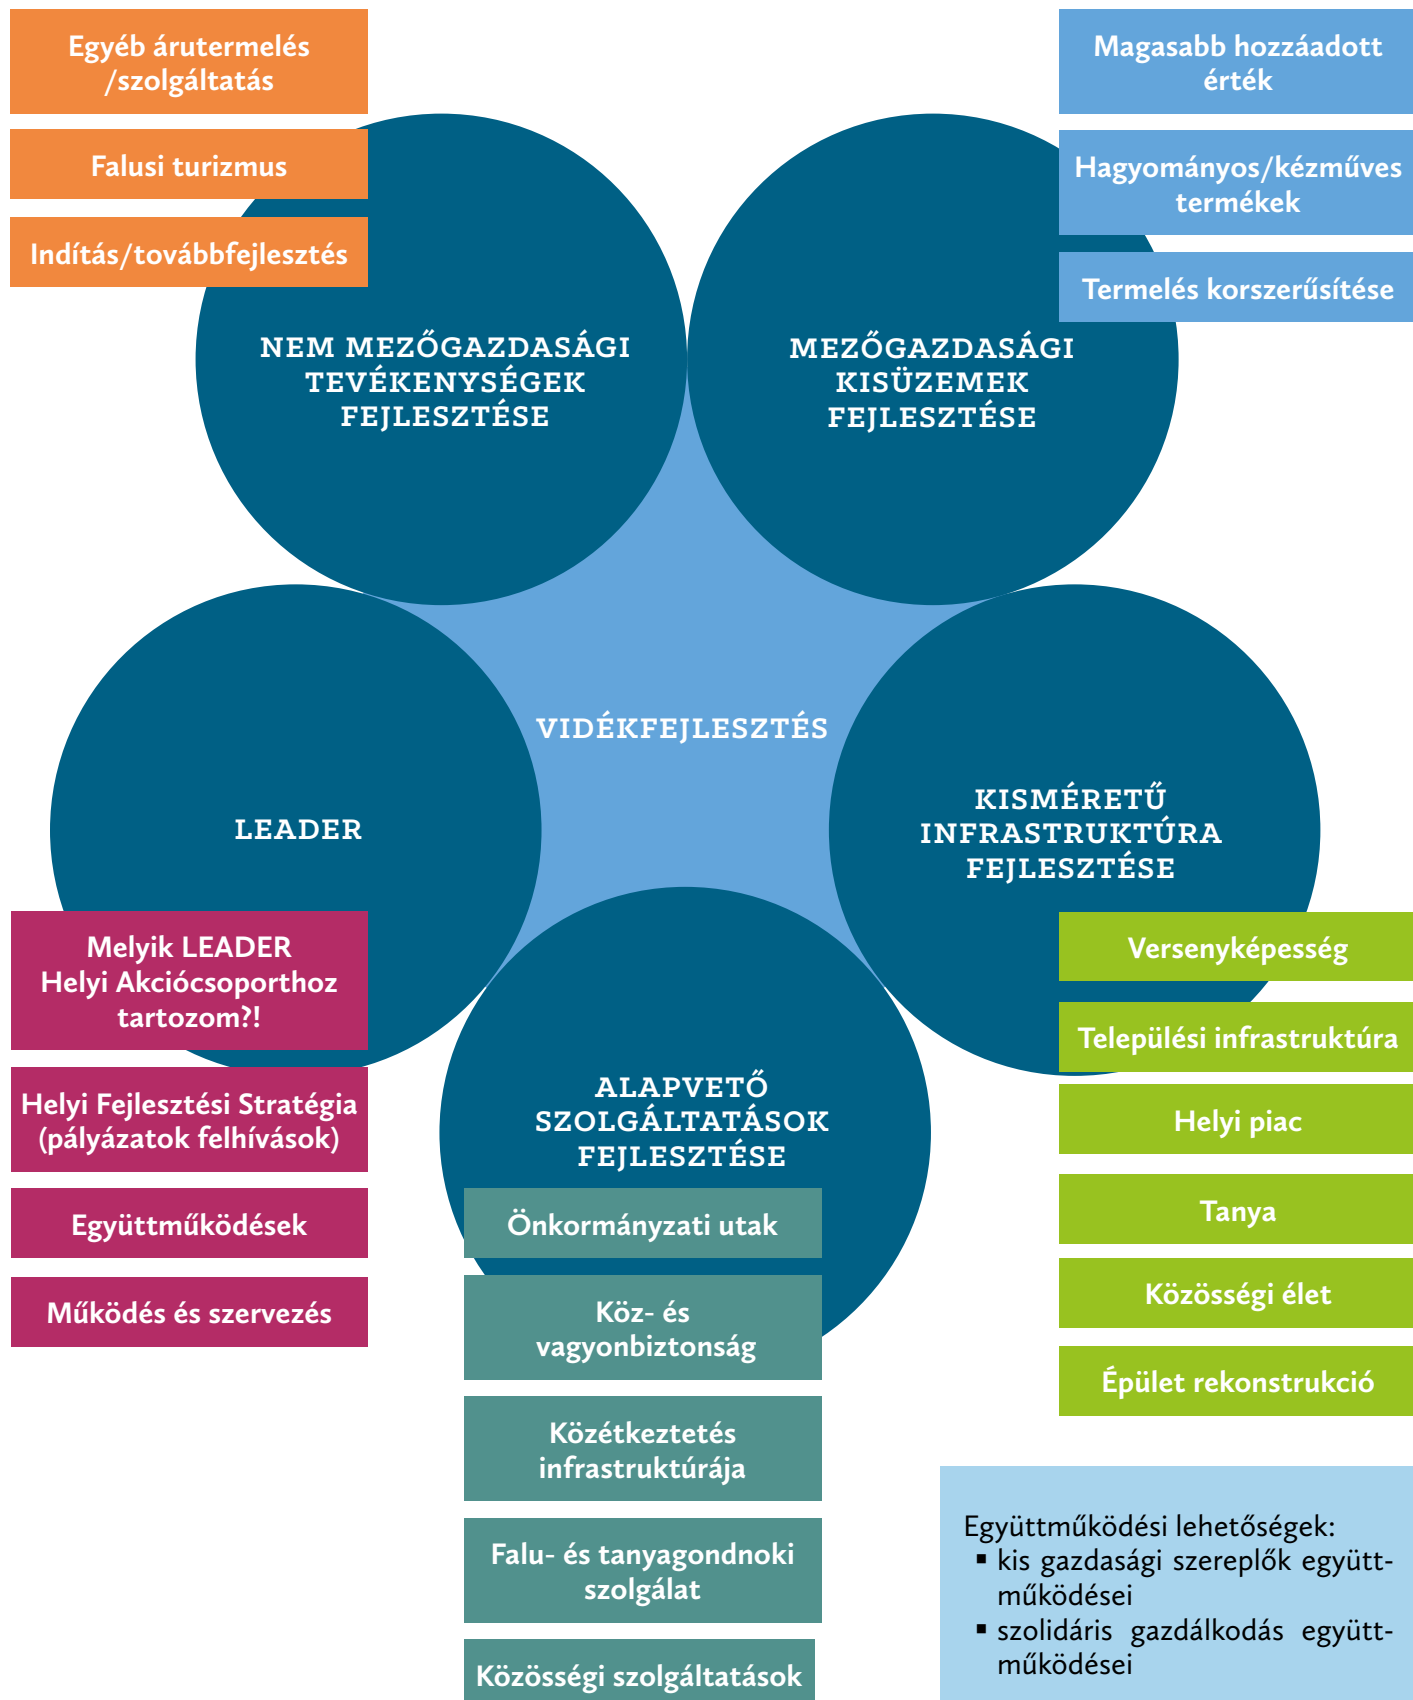 Egyéb árutermelés
/szolgáltatás
Falusi turizmus
Indítás/továbbfejlesztés
Magasabb hozzáadott
érték
Hagyományos/kézműves
termékek
Termelés korszerűsítése
NEM MEZŐGAZDASÁGI
TEVÉKENYSÉGEK
FEJLESZTÉSE
MEZŐGAZDASÁGI
KISÜZEMEK
FEJLESZTÉSE
VIDÉKFEJLESZTÉS
LEADER
KISMÉRETŰ
INFRASTRUKTÚRA
FEJLESZTÉSE
Melyik LEADER
Helyi Akciócsoporthoz
tartozom?!
Helyi Fejlesztési Stratégia
(pályázatok felhívások)
Együttműködések
Működés és szervezés
ALAPVETŐ
SZOLGÁLTATÁSOK
FEJLESZTÉSE
Önkormányzati utak
Köz- és
vagyonbiztonság
Közétkeztetés
infrastruktúrája
Falu- és tanyagondnoki
szolgálat
Közösségi szolgáltatások
Versenyképesség
Települési infrastruktúra
Helyi piac
Tanya
Közösségi élet
Épület rekonstrukció
Együttműködési lehetőségek:
▪ kis gazdasági szereplők együtt-
működései
▪ szolidáris gazdálkodás együtt-
működései